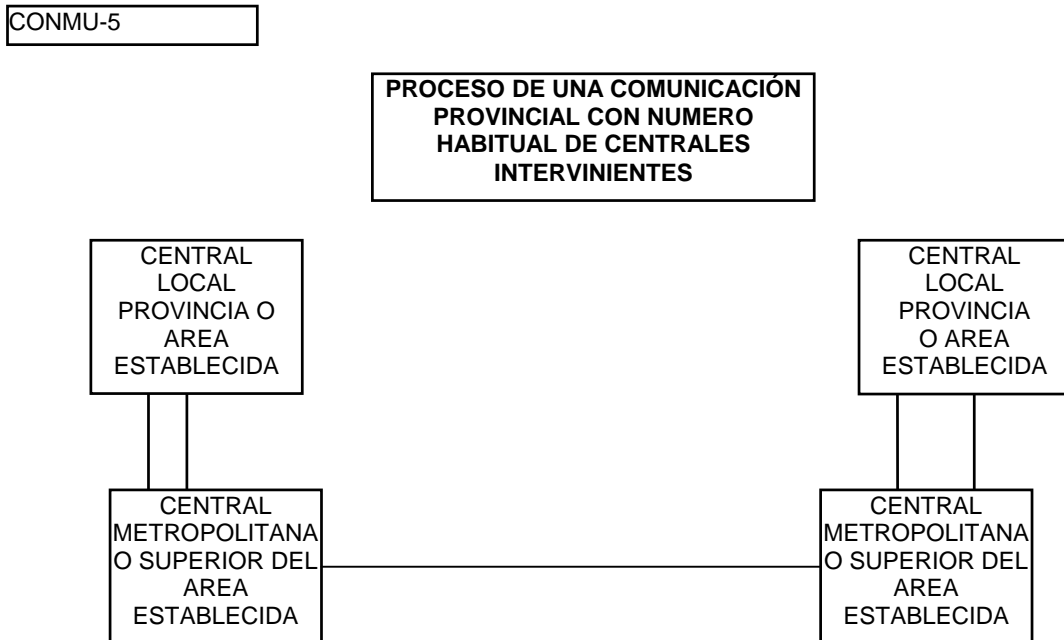 CONMU-5
PROCESO DE UNA COMUNICACIÓN
PROVINCIAL CON NUMERO
HABITUAL DE CENTRALES
INTERVINIENTES
CENTRAL
LOCAL
PROVINCIA O
AREA
ESTABLECIDA
CENTRAL
LOCAL
PROVINCIA
O AREA
ESTABLECIDA
CENTRAL
METROPOLITANA
O SUPERIOR DEL
AREA
ESTABLECIDA
CENTRAL
METROPOLITANA
O SUPERIOR DEL
AREA
ESTABLECIDA